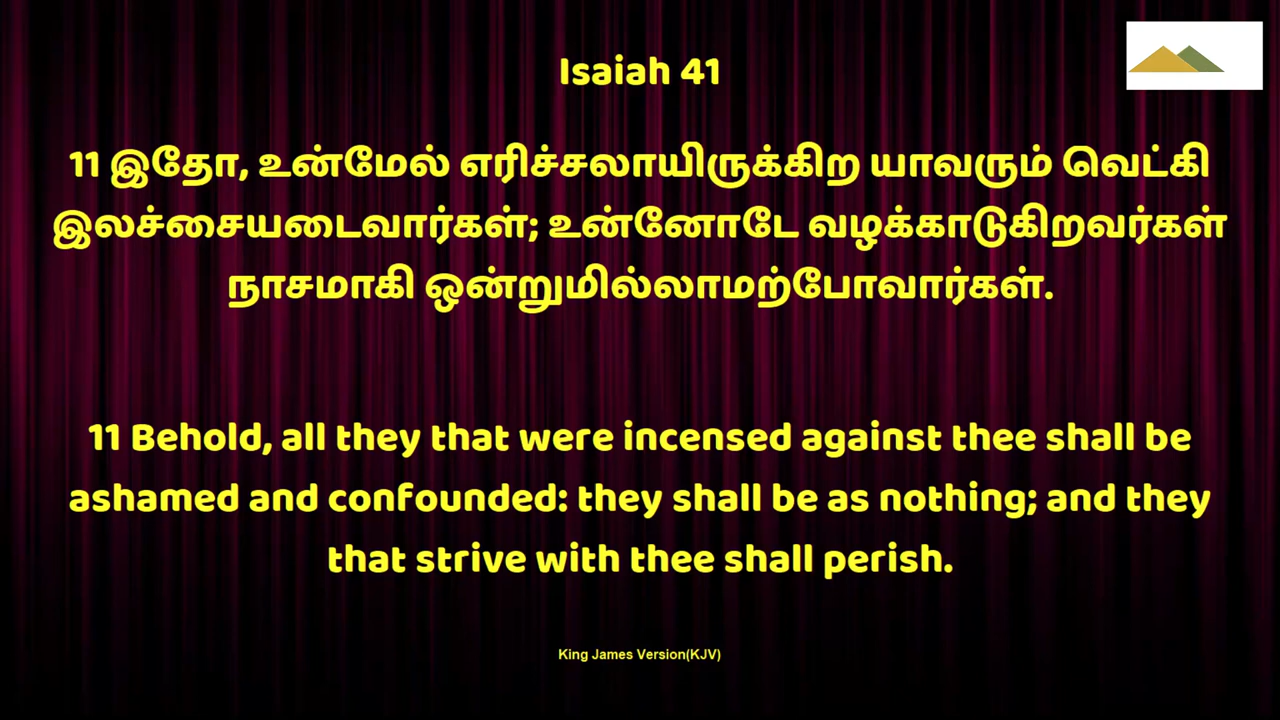 Isaiah 41
11 இதோ, உன்மேல் எரிச்சலாயிருக்கிற யாவரும் வெட்கி
இலச்சையடைவார்கள்; உன்னோடே வழக்காடுகிறவர்கள்
நாசமாகி ஒன்றுமில்லாமற்போவார்கள்.
11 Behold, all they that were incensed against thee shall be
ashamed and confounded: they shall be as nothing; and they
that strive with thee shall perish.
King James Version(KJV)